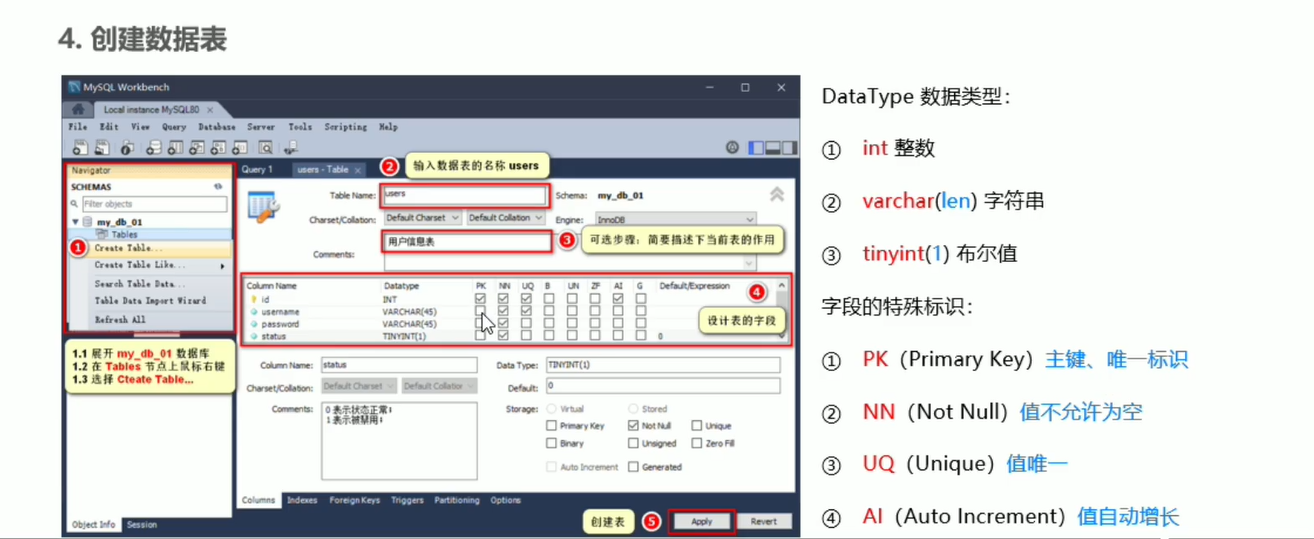 4. 创建数据表
MySQL Workbench
Local instance MySQL80
File Edit View Query Database Server Tools Scripting Help
Navigator
SCHEMAS
Filter objects
my_db_01
Tables
1
Create Table...
Create Table Like...
Search Table Data...
Table Data Import Wizard
Refresh All
1.1 展开 my_db_01 数据库
1.2 在 Tables 节点上鼠标右键
1.3 选择 Cteate Table...
Object Info Session
Query 1 users - Table
2 输入数据表的名称 users
Table Name: users Schema: my_db_01
Charset/Collation: Default Charset Default Collation Engine: InnoDB
Comments: 用户信息表
3 可选步骤：简要描述下当前表的作用
Column Name Datatype PK NN UQ B UN ZF AI G Default/Expression
id INT
username VARCHAR(45)
password VARCHAR(45)
status TINYINT(1) 0
4
设计表的字段
Column Name: status Data Type: TINYINT(1)
Charset/Collation: Default Charset Default Collation Default: 0
Comments: 0 表示状态正常； Storage: Virtual Stored
1 表示被禁用；
Primary Key Not Null Unique
Binary Unsigned Zero Fill
Auto Increment Generated
Columns Indexes Foreign Keys Triggers Partitioning Options
创建表 5 Apply Revert
DataType 数据类型：
① int 整数
② varchar(len) 字符串
③ tinyint(1) 布尔值
字段的特殊标识：
① PK（Primary Key）主键、唯一标识
② NN（Not Null）值不允许为空
③ UQ（Unique）值唯一
④ AI（Auto Increment）值自动增长